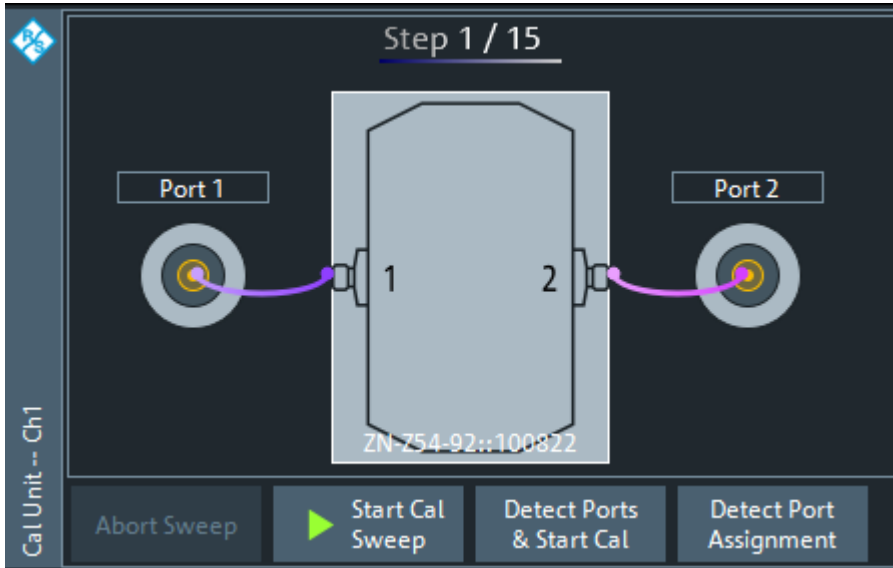 R&S
Step 1 / 15
Port 1
Port 2
1
2
ZN-Z54-92::100822
Cal Unit -- Ch1
Abort Sweep
Start Cal
Sweep
Detect Ports
& Start Cal
Detect Port
Assignment